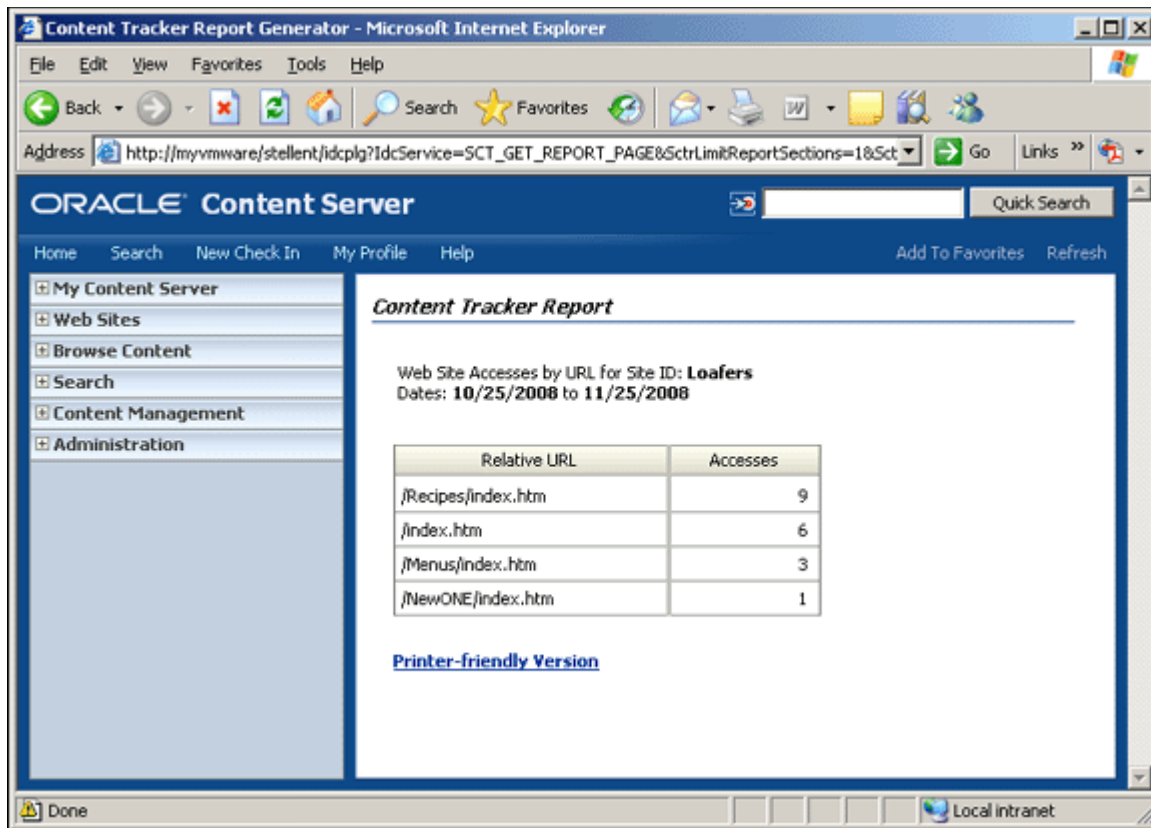 Content Tracker Report Generator - Microsoft Internet Explorer
File Edit View Favorites Tools Help
Back Search Favorites
Address http://myvmware/stellent/idcplg?IdcService=SCT_GET_REPORT_PAGE&SctrLimitReportSections=1&Sct Go Links »
ORACLE Content Server Quick Search
Home Search New Check In My Profile Help Add To Favorites Refresh
My Content Server
Web Sites
Browse Content
Search
Content Management
Administration
Content Tracker Report
Web Site Accesses by URL for Site ID: Loafers
Dates: 10/25/2008 to 11/25/2008
Relative URL Accesses
/Recipes/index.htm 9
/index.htm 6
/Menus/index.htm 3
/NewONE/index.htm 1
Printer-friendly Version
Done Local intranet